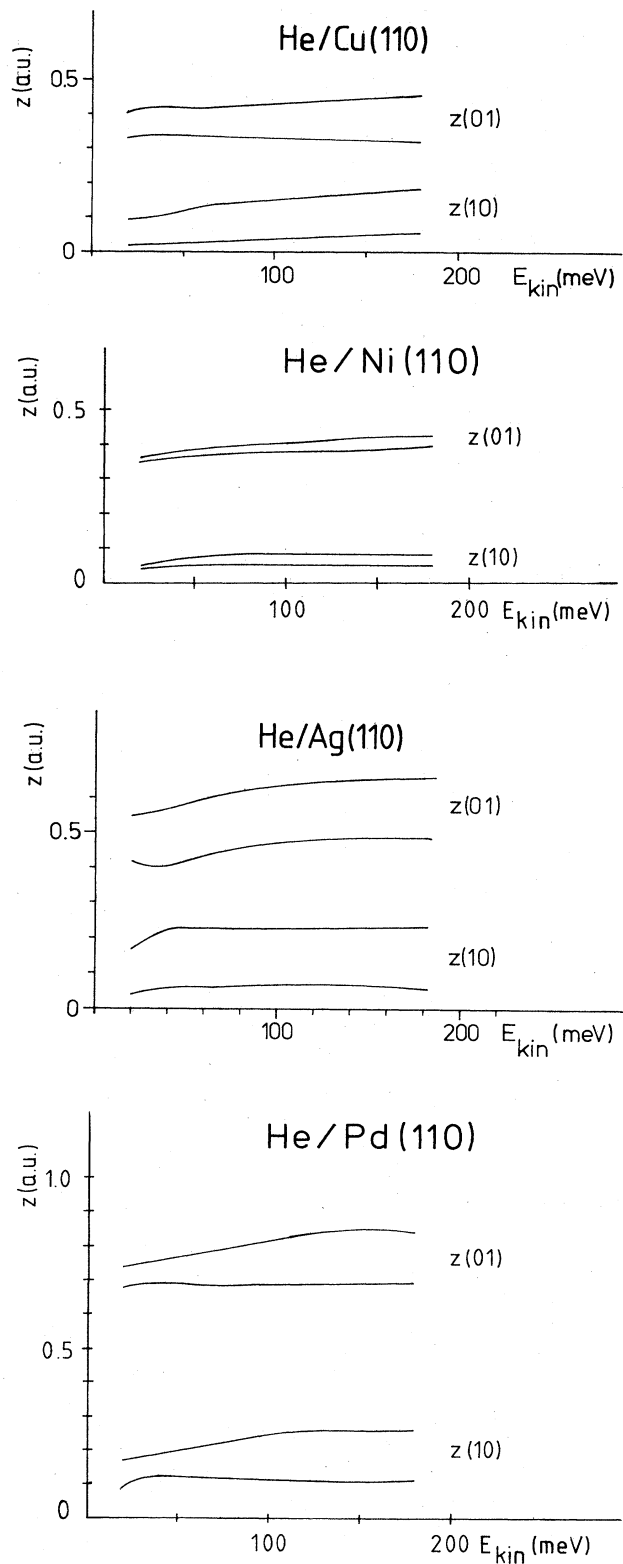 He/Cu(110)
z (a.u.)
0.5
z(01)
z(10)
0
100
200
E_kin(meV)
He/Ni(110)
z (a.u.)
0.5
z(01)
z(10)
0
100
200
E_kin(meV)
He/Ag(110)
z (a.u.)
z(01)
0.5
z(10)
0
100
200
E_kin (meV)
He/Pd(110)
z (a.u.)
1.0
z(01)
0.5
z(10)
0
100
200
E_kin(meV)